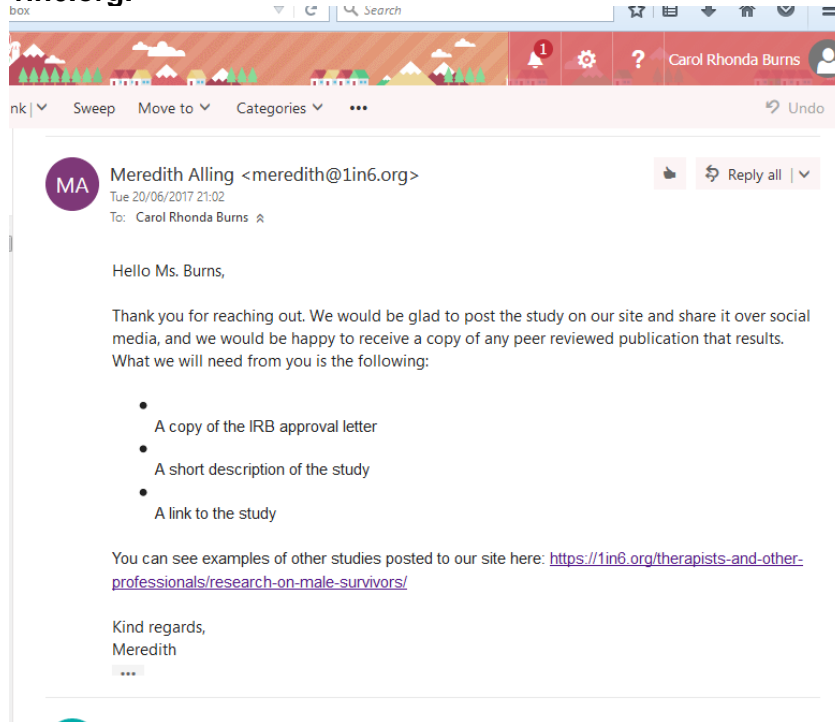 box
Search
1
?
Carol Rhonda Burns
nk | Sweep Move to Categories ••• Undo
MA
Meredith Alling <meredith@1in6.org>
Reply all |
Tue 20/06/2017 21:02
To: Carol Rhonda Burns
Hello Ms. Burns,
Thank you for reaching out. We would be glad to post the study on our site and share it over social
media, and we would be happy to receive a copy of any peer reviewed publication that results.
What we will need from you is the following:
•
A copy of the IRB approval letter
•
A short description of the study
•
A link to the study
You can see examples of other studies posted to our site here: https://1in6.org/therapists-and-other-
professionals/research-on-male-survivors/
Kind regards,
Meredith
•••